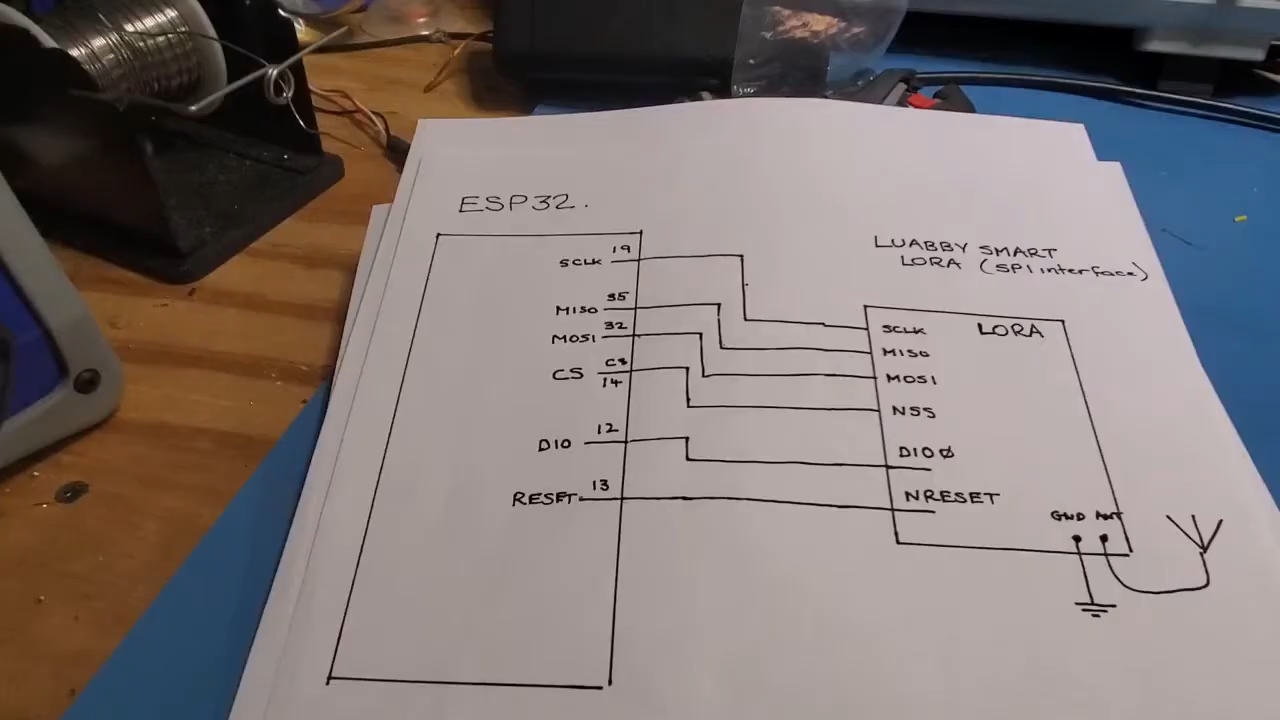 ESP32.
LUABBY SMART
LORA (SPI interface)
19
SCLK
35
MISO
32
MOSI
CS
14
12
DIO
13
RESET
LORA
SCLK
MISO
MOSI
NSS
DIOØ
NRESET
GND ANT